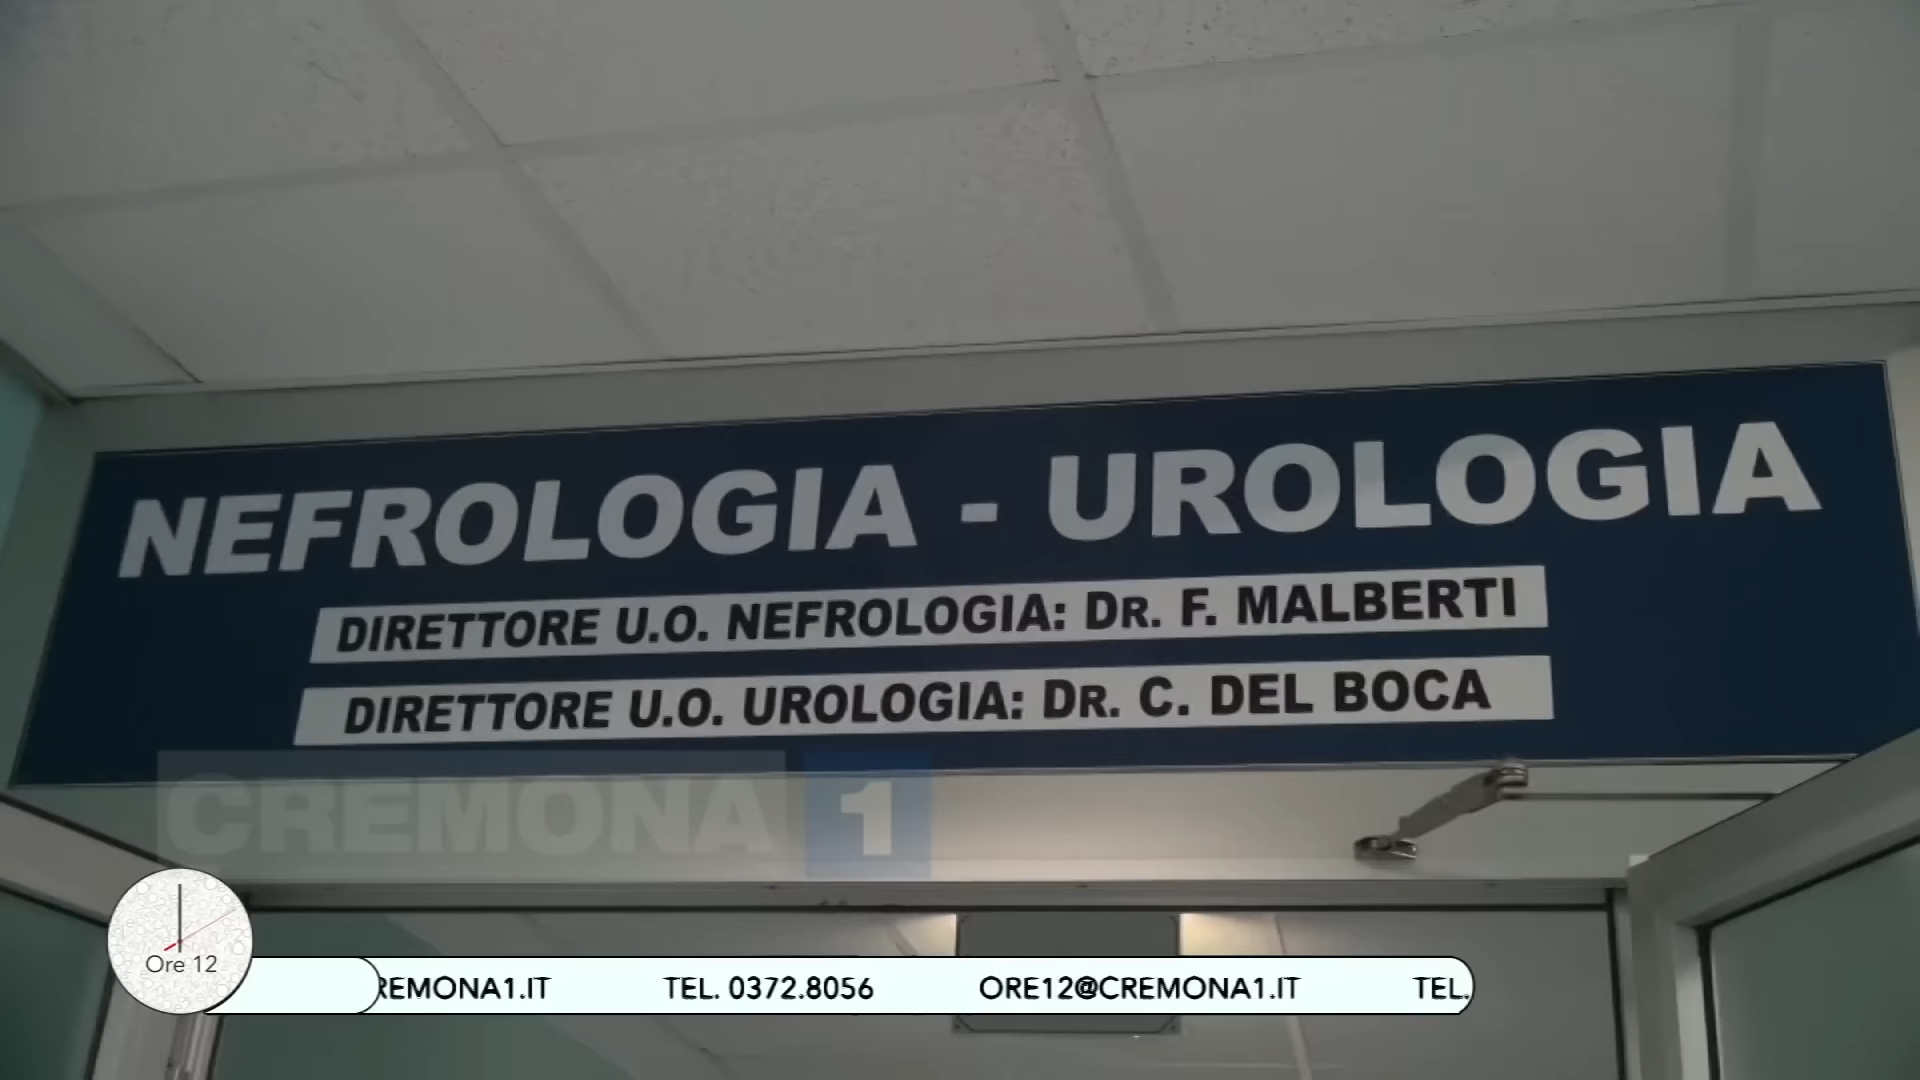 NEFROLOGIA - UROLOGIA
DIRETTORE U.O. NEFROLOGIA: DR. F. MALBERTI
DIRETTORE U.O. UROLOGIA: DR. C. DEL BOCA
CREMONA 1
Ore 12
REMONA1.IT TEL. 0372.8056 ORE12@CREMONA1.IT TEL.